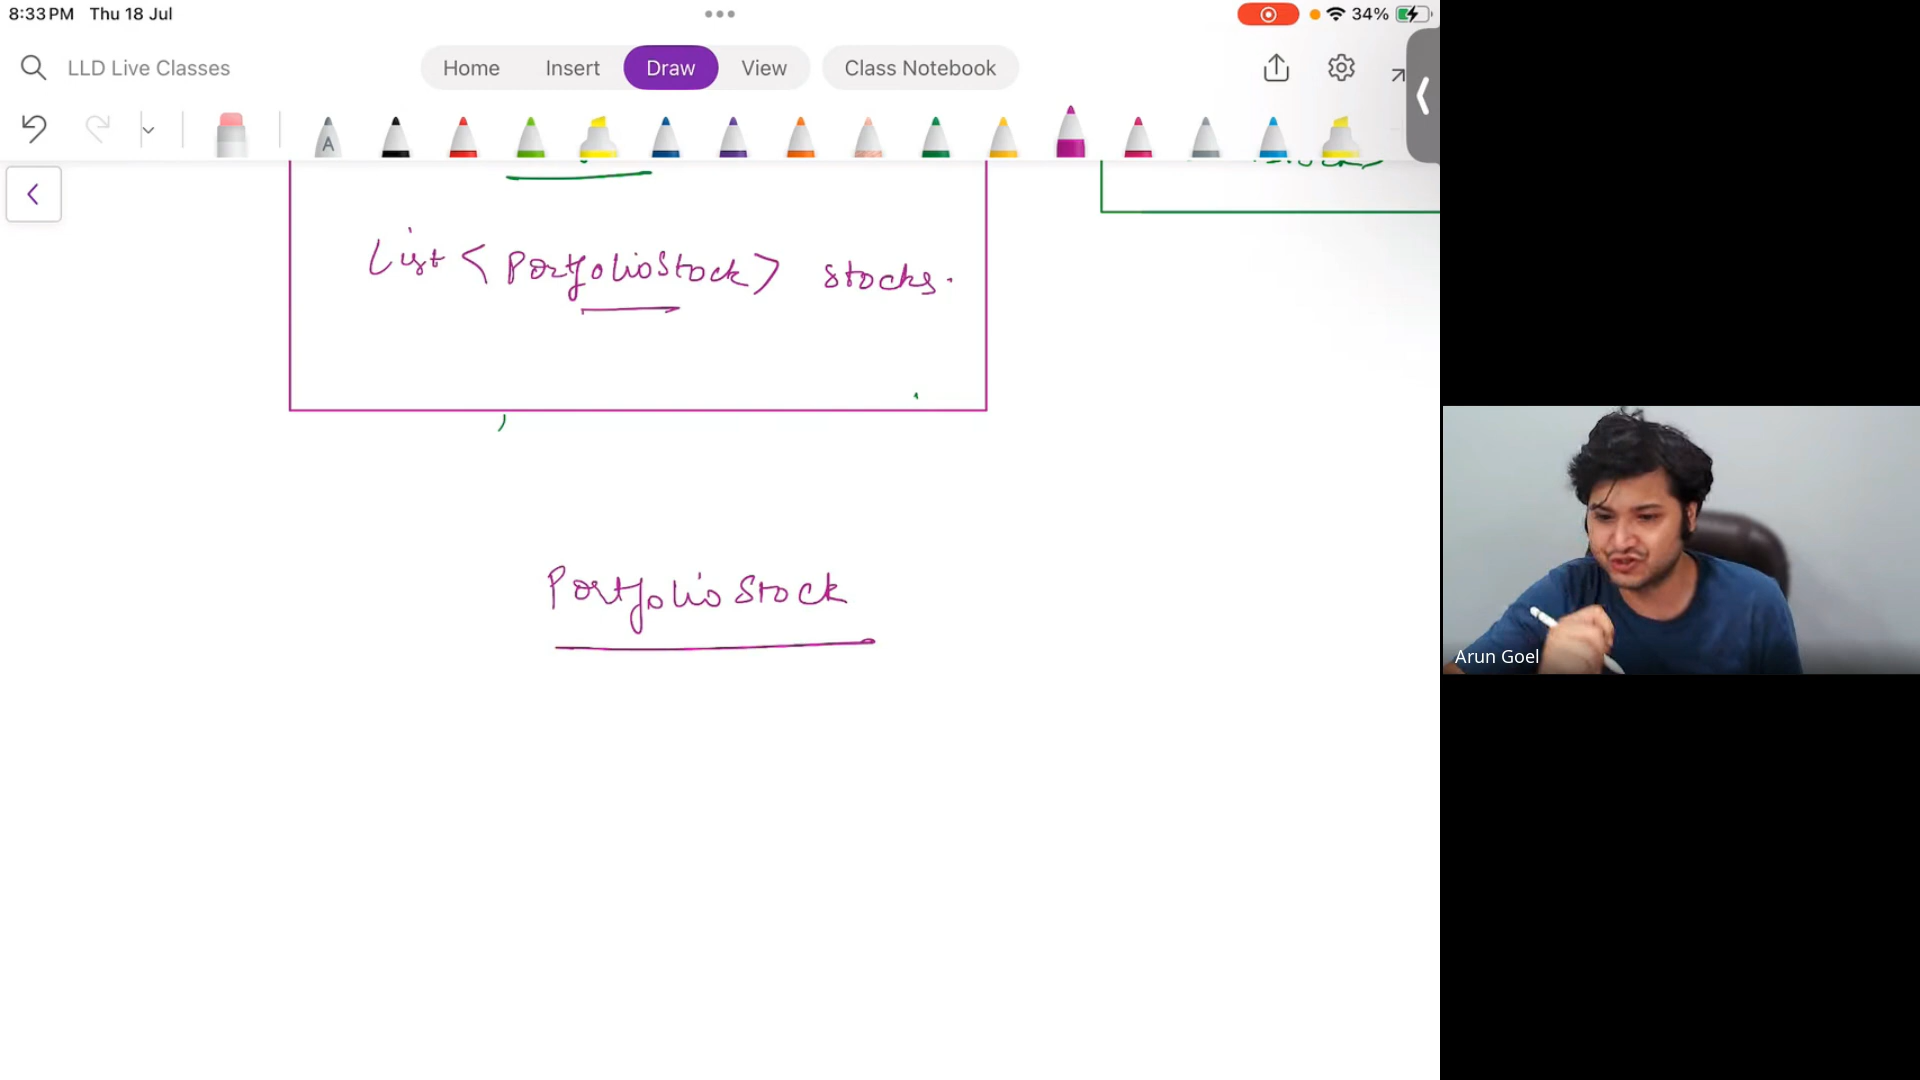 8:33 PM Thu 18 Jul
34%
LLD Live Classes
Home Insert Draw View Class Notebook
A
List < PortfolioStock > stocks.
PortfolioStock
Arun Goel